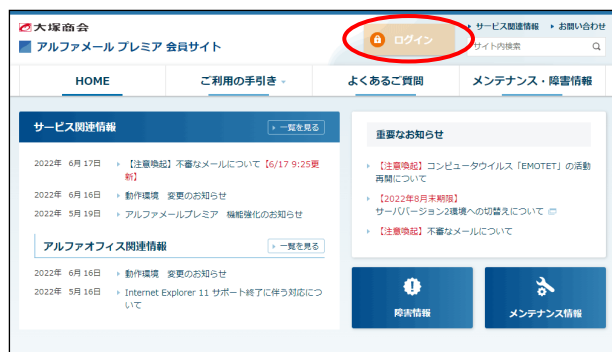 大塚商会
アルファメール プレミア 会員サイト
ログイン
サービス関連情報
お問い合わせ
サイト内検索
HOME
ご利用の手引き
よくあるご質問
メンテナンス・障害情報
サービス関連情報
一覧を見る
2022年 6月17日 【注意喚起】不審なメールについて【6/17 9:25更
新】
2022年 6月16日 動作環境 変更のお知らせ
2022年 5月19日 アルファメールプレミア 機能強化のお知らせ
アルファオフィス関連情報
一覧を見る
2022年 6月16日 動作環境 変更のお知らせ
2022年 5月16日 Internet Explorer 11 サポート終了に伴う対応につ
いて
重要なお知らせ
【注意喚起】コンピュータウイルス「EMOTET」の活動
再開について
【2022年8月末期限】
サーババージョン2環境への切替えについて
【注意喚起】不審なメールについて
障害情報
メンテナンス情報